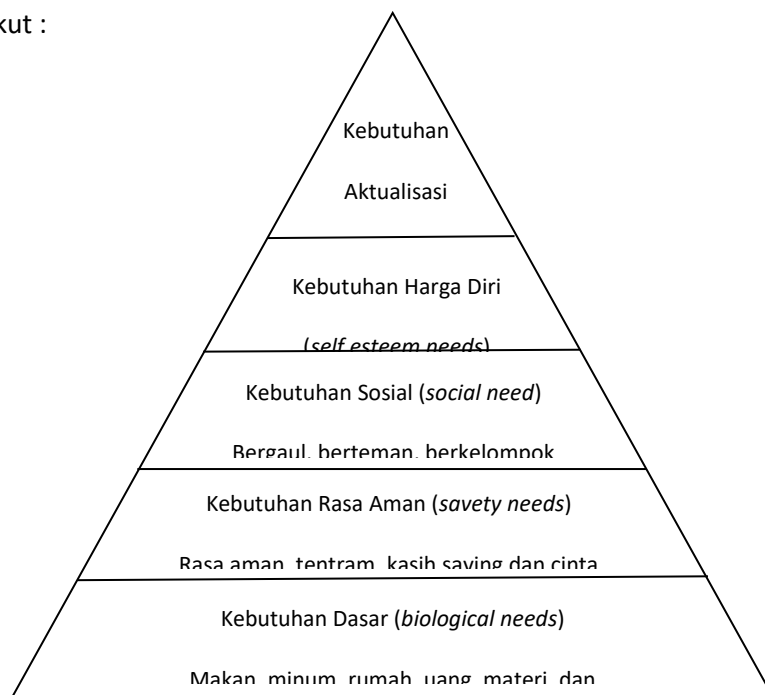 kut :
Kebutuhan
Aktualisasi
Kebutuhan Harga Diri
(self esteem needs)
Kebutuhan Sosial (social need)
Bergaul, berteman, berkelompok
Kebutuhan Rasa Aman (savety needs)
Rasa aman, tentram, kasih saying dan cinta
Kebutuhan Dasar (biological needs)
Makan, minum, rumah, uang, materi, dan